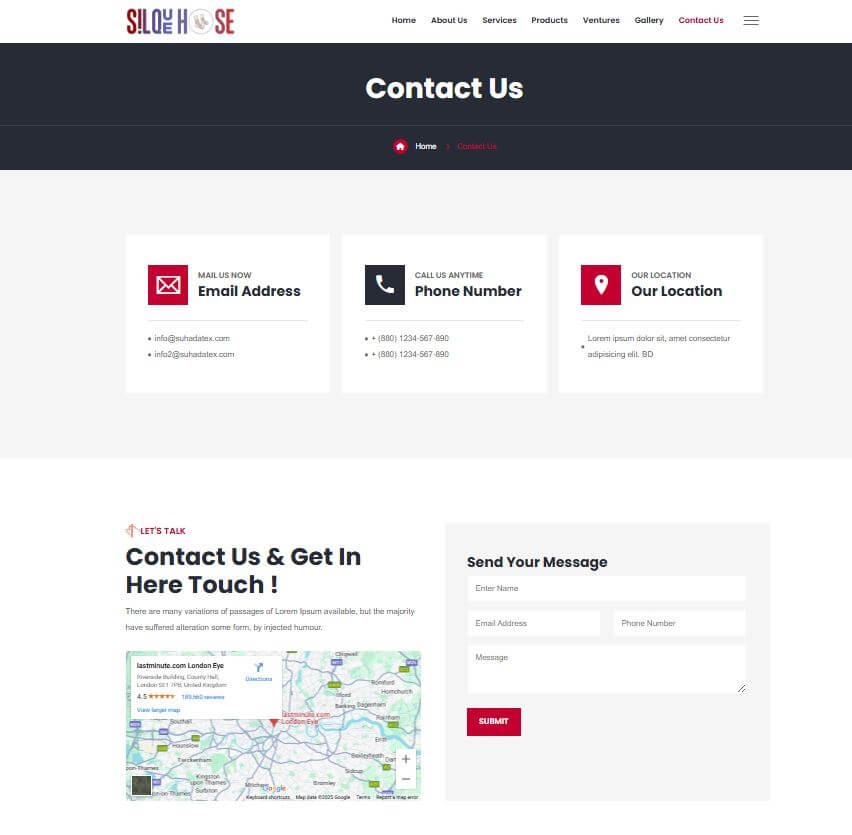 SILQUE HOUSE
Home About Us Services Products Ventures Gallery Contact Us
Contact Us
Home > Contact Us
MAIL US NOW
Email Address
info@suhadatex.com
info2@suhadatex.com
CALL US ANYTIME
Phone Number
+ (880) 1234-567-890
+ (880) 1234-567-890
OUR LOCATION
Our Location
Lorem ipsum dolor sit, amet consectetur
adipisicing elit. BD
LET'S TALK
Contact Us & Get In
Here Touch !
There are many variations of passages of Lorem Ipsum available, but the majority
have suffered alteration some form, by injected humour.
lastminute.com London Eye
Riverside Building, County Hall,
London SE1 7PB, United Kingdom
4.5 ★★★★★ 189,660 reviews
View larger map
Directions
Chigwell
Romford
Hornchurch
Ilford
Barking
Dagenham
Rainham
lastminute.com
London Eye
Southall
Hounslow
Twickenham
Erith
Bexleyheath
Sidcup
Kingston
upon Thames
Mitcham
Bromley
Surbiton
Google
Keyboard shortcuts Map data ©2025 Google Terms Report a map error
Send Your Message
Enter Name
Email Address
Phone Number
Message
SUBMIT